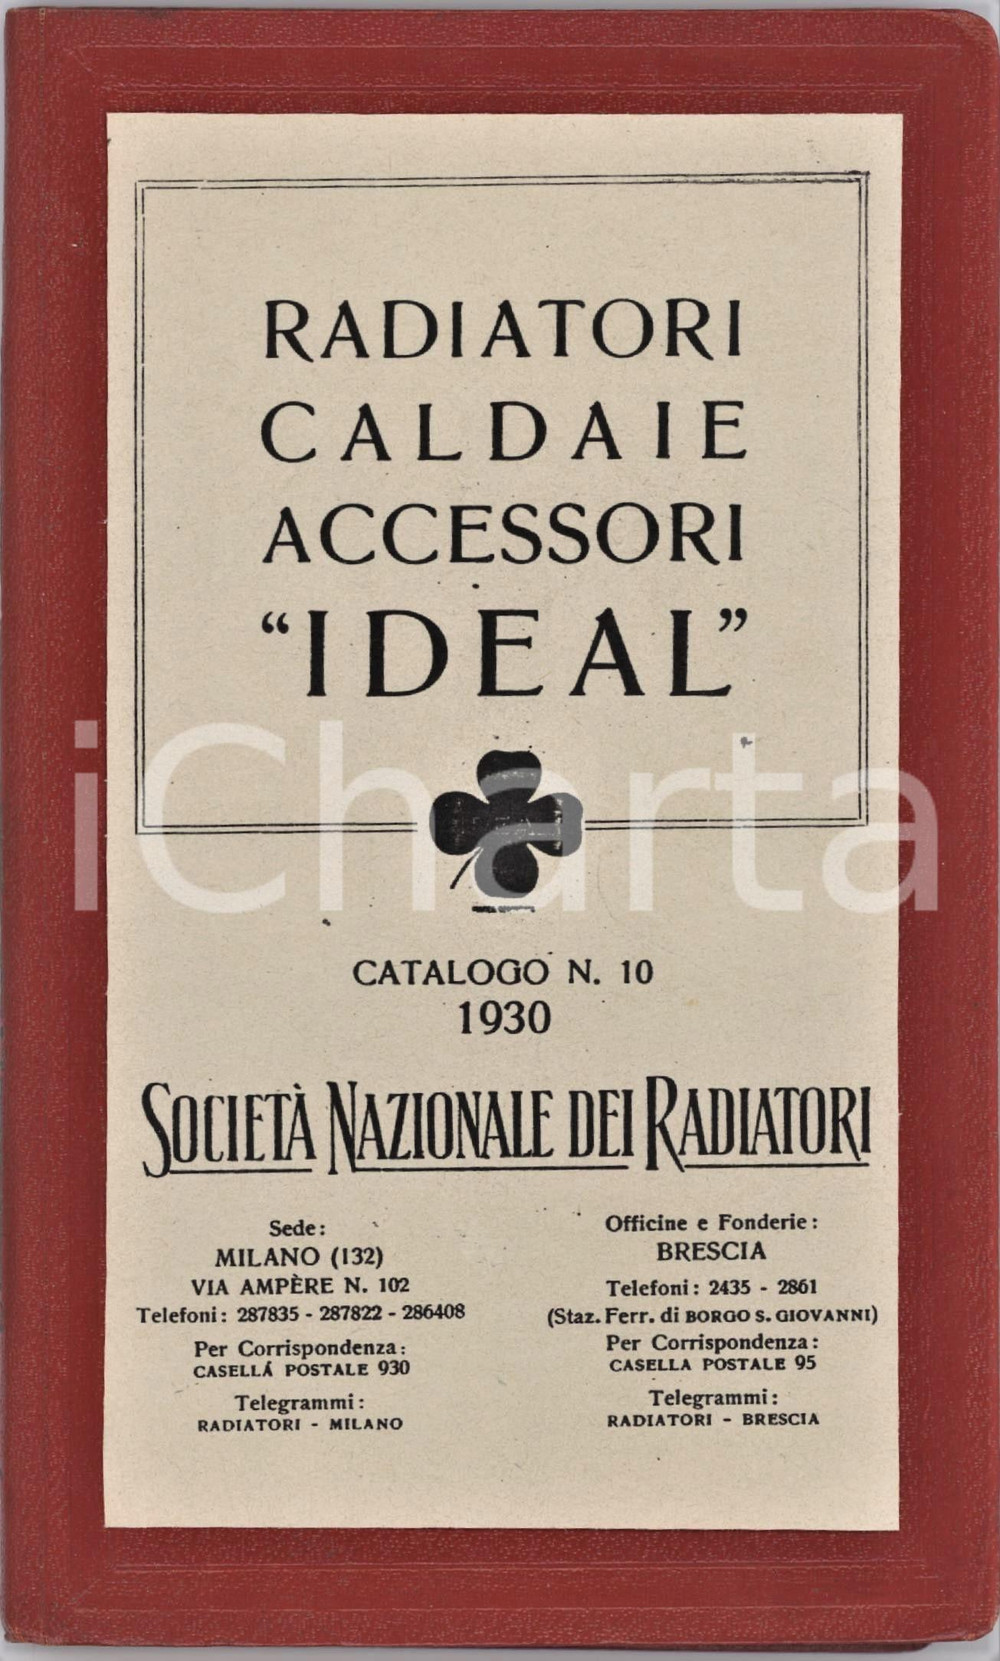 RADIATORI
CALDAIE
ACCESSORI
“IDEAL”
iCharta
CATALOGO N. 10
1930
SOCIETÀ NAZIONALE DEI RADIATORI
Sede:
MILANO (132)
VIA AMPÈRE N. 102
Telefoni: 287835 - 287822 - 286408
Per Corrispondenza:
CASELLA POSTALE 930
Telegrammi:
RADIATORI - MILANO
Officine e Fonderie:
BRESCIA
Telefoni: 2435 - 2861
(Staz. Ferr. di BORGO S. GIOVANNI)
Per Corrispondenza:
CASELLA POSTALE 95
Telegrammi:
RADIATORI - BRESCIA